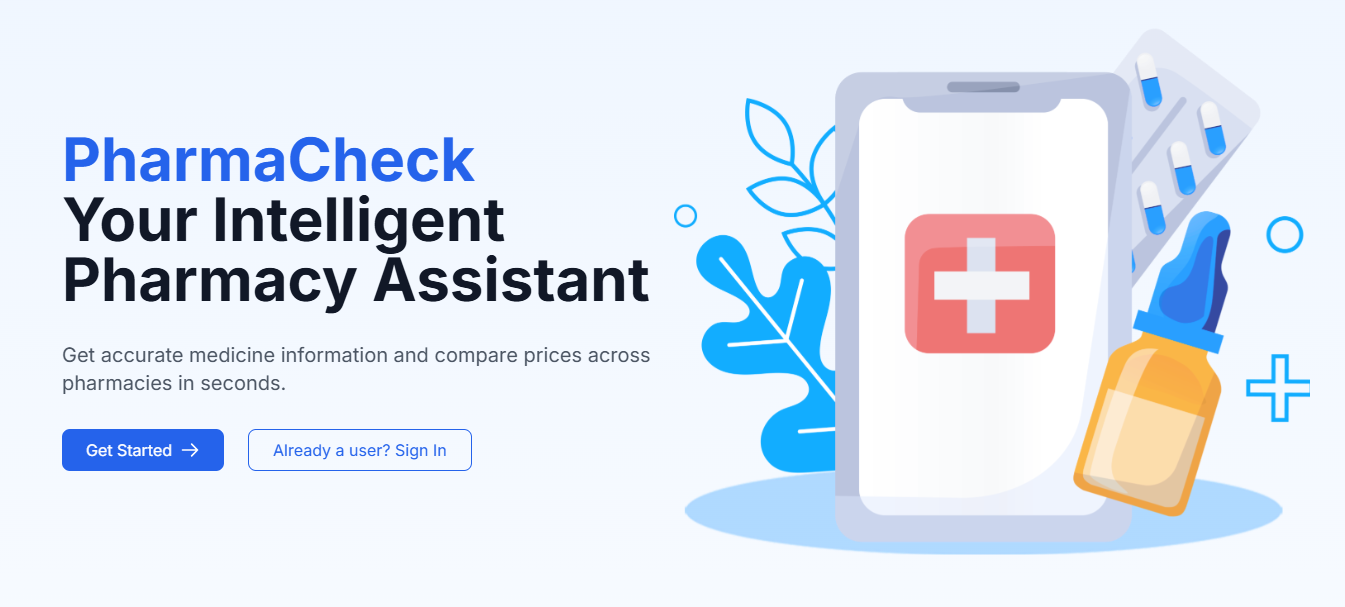 PharmaCheck
Your Intelligent
Pharmacy Assistant
Get accurate medicine information and compare prices across
pharmacies in seconds.
Get Started →
Already a user? Sign In